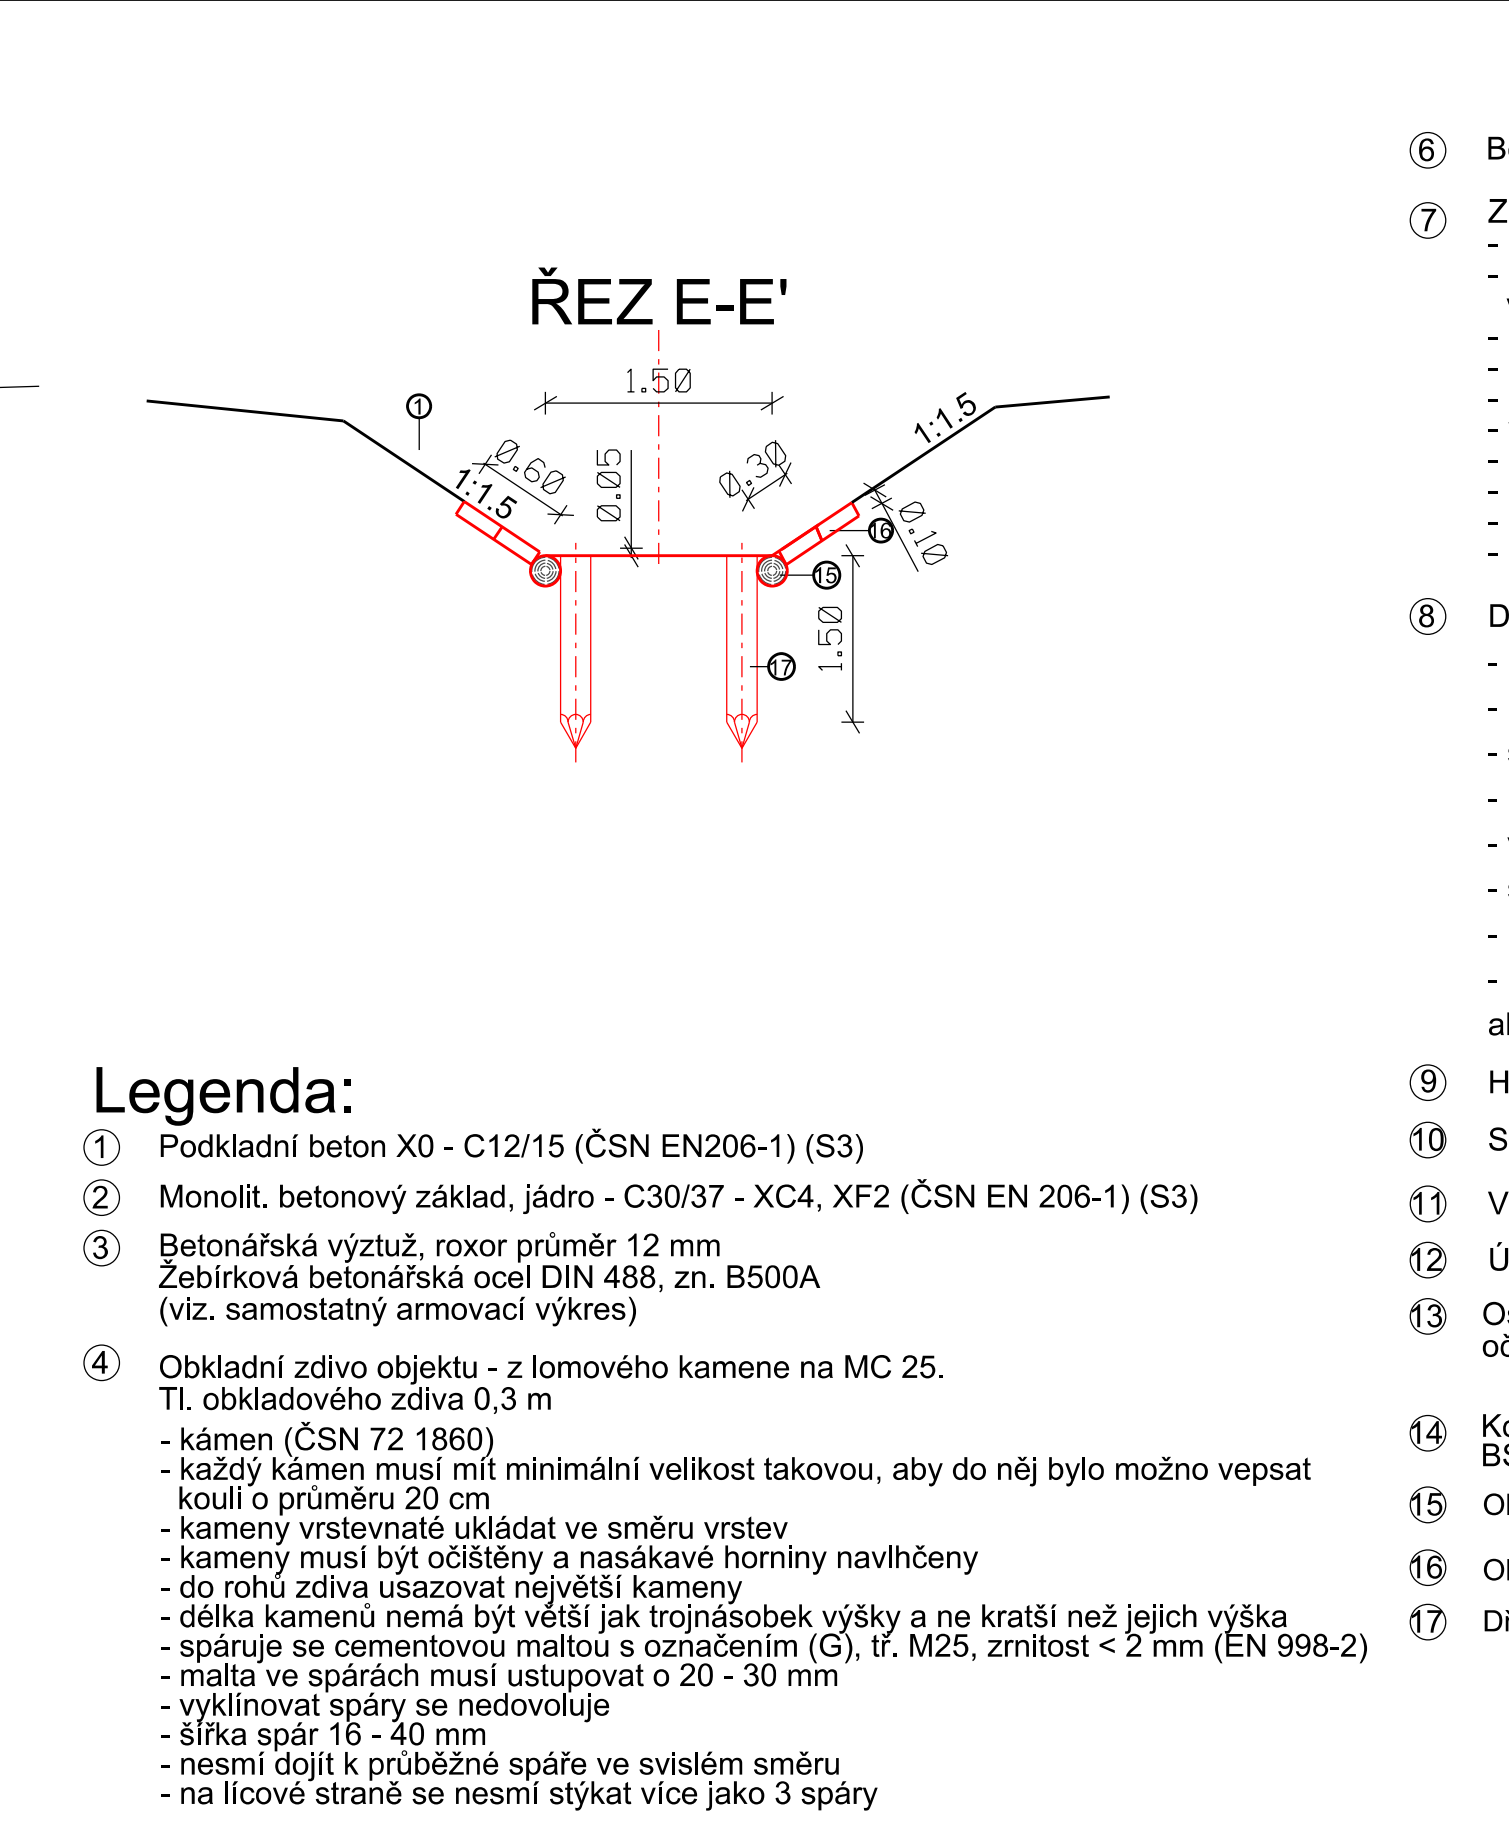 ŘEZ E-E'
1.50
1
1:1.5
0.60
1:1.5
0.05
0.30
16
0.10
15
1.50
17
Legenda:
1 Podkladní beton X0 - C12/15 (ČSN EN206-1) (S3)
2 Monolit. betonový základ, jádro - C30/37 - XC4, XF2 (ČSN EN 206-1) (S3)
3 Betonářská výztuž, roxor průměr 12 mm
Žebírková betonářská ocel DIN 488, zn. B500A
(viz. samostatný armovací výkres)
4 Obkladní zdivo objektu - z lomového kamene na MC 25.
Tl. obkladového zdiva 0,3 m
- kámen (ČSN 72 1860)
- každý kámen musí mít minimální velikost takovou, aby do něj bylo možno vepsat
kouli o průměru 20 cm
- kameny vrstevnaté ukládat ve směru vrstev
- kameny musí být očištěny a nasákavé horniny navlhčeny
- do rohů zdiva usazovat největší kameny
- délka kamenů nemá být větší jak trojnásobek výšky a ne kratší než jejich výška
- spáruje se cementovou maltou s označením (G), tř. M25, zrnitost < 2 mm (EN 998-2)
- malta ve spárách musí ustupovat o 20 - 30 mm
- vyklínovat spáry se nedovoluje
- šířka spár 16 - 40 mm
- nesmí dojít k průběžné spáře ve svislém směru
- na lícové straně se nesmí stýkat více jako 3 spáry
6
7
8
9
10
11
12
13
14
15
16
17